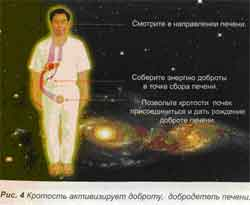 Смотрите в направлении печени.
Соберите энергию доброты
в точке сбора печени.
Позвольте кротости почек
присоединиться и дать рождение
доброте печени.
Рис. 4 Кротость активизирует доброту, добродетель печени